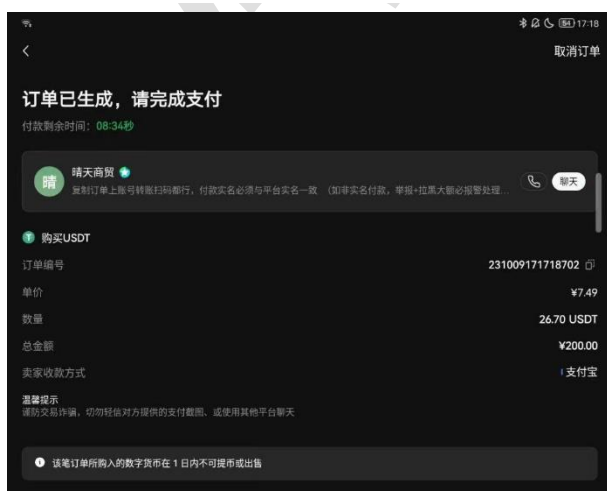 54 17:18
取消订单
订单已生成，请完成支付
付款剩余时间：08:34秒
晴 晴天商贸
复制订单上账号转账扫码都行，付款实名必须与平台实名一致 （如非实名付款，举报+拉黑大额必报警处理...
聊天
购买USDT
订单编号 231009171718702
单价 ¥7.49
数量 26.70 USDT
总金额 ¥200.00
卖家收款方式 支付宝
温馨提示
谨防交易诈骗，切勿轻信对方提供的支付截图、或使用其他平台聊天
该笔订单所购入的数字货币在 1 日内不可提币或出售